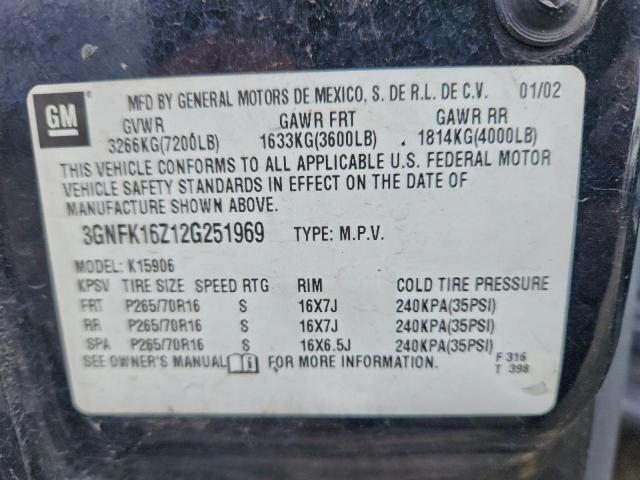 GM
MFD BY GENERAL MOTORS DE MEXICO, S. DE R.L. DE C.V. 01/02
GVWR GAWR FRT GAWR RR
3266KG(7200LB) 1633KG(3600LB) 1814KG(4000LB)
THIS VEHICLE CONFORMS TO ALL APPLICABLE U.S. FEDERAL MOTOR
VEHICLE SAFETY STANDARDS IN EFFECT ON THE DATE OF
MANUFACTURE SHOWN ABOVE.
3GNFK16Z12G251969 TYPE: M.P.V.
MODEL: K15906
KPSV TIRE SIZE SPEED RTG RIM COLD TIRE PRESSURE
FRT P265/70R16 S 16X7J 240KPA(35PSI)
RR P265/70R16 S 16X7J 240KPA(35PSI)
SPA P265/70R16 S 16X6.5J 240KPA(35PSI)
SEE OWNER'S MANUAL FOR MORE INFORMATION. F 316
T 398